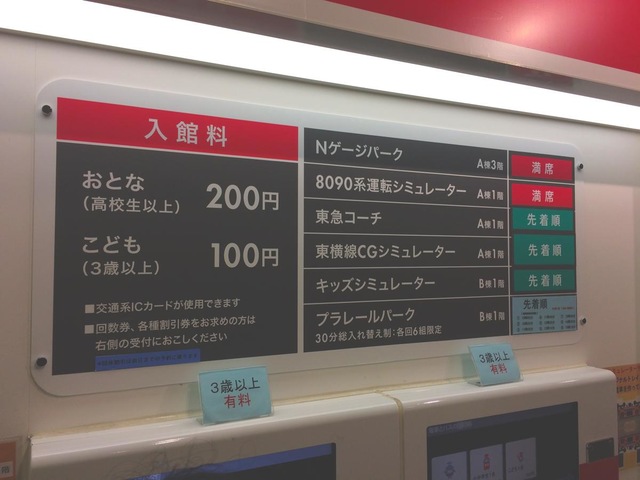 入館料
おとな
(高校生以上)
200円
こども
(3歳以上)
100円
■交通系ICカードが使用できます
■回数券、各種割引券をお求めの方は
右側の受付におこしください
Nゲージパーク A棟3階 満席
8090系運転シミュレーター A棟1階 満席
東急コーチ A棟1階 先着順
東横線CGシミュレーター A棟1階 先着順
キッズシミュレーター B棟1階 先着順
プラレールパーク B棟1階 先着順
30分総入れ替え制:各回6組限定
3歳以上
有料
3歳以上
有料